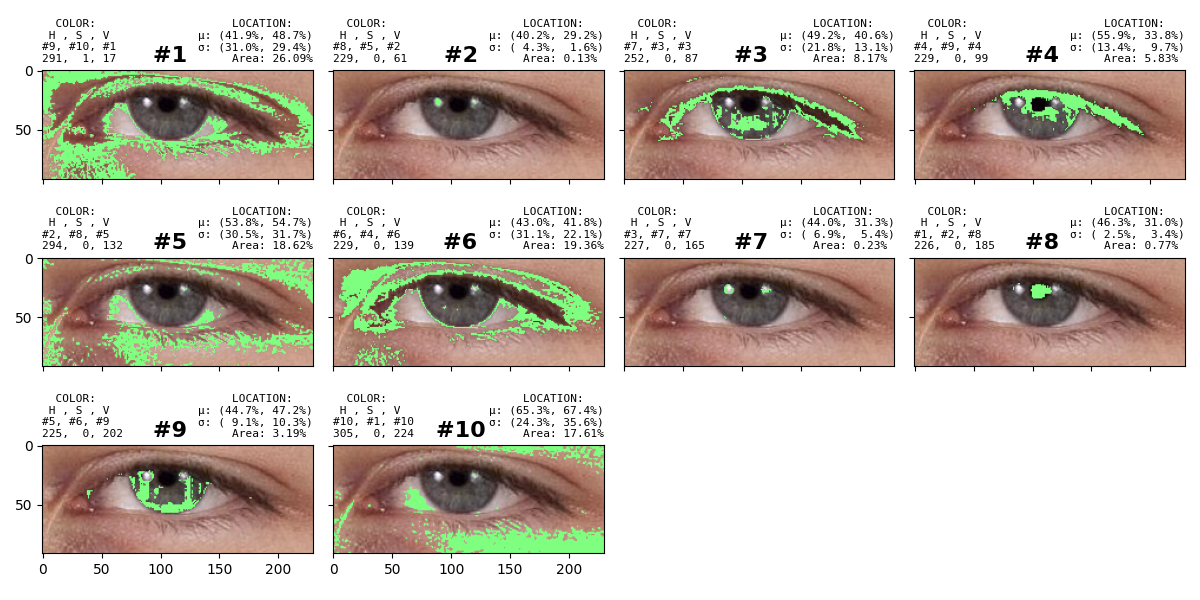 COLOR: LOCATION:
H , S , V μ: (41.9%, 48.7%)
#9, #10, #1 #1 σ: (31.0%, 29.4%)
291, 1, 17 Area: 26.09%
COLOR: LOCATION:
H , S , V μ: (40.2%, 29.2%)
#8, #5, #2 #2 σ: ( 4.3%, 1.6%)
229, 0, 61 Area: 0.13%
COLOR: LOCATION:
H , S , V μ: (49.2%, 40.6%)
#7, #3, #3 #3 σ: (21.8%, 13.1%)
252, 0, 87 Area: 8.17%
COLOR: LOCATION:
H , S , V μ: (55.9%, 33.8%)
#4, #9, #4 #4 σ: (13.4%, 9.7%)
229, 0, 99 Area: 5.83%
0
50
COLOR: LOCATION:
H , S , V μ: (53.8%, 54.7%)
#2, #8, #5 #5 σ: (30.5%, 31.7%)
294, 0, 132 Area: 18.62%
COLOR: LOCATION:
H , S , V μ: (43.0%, 41.8%)
#6, #4, #6 #6 σ: (31.1%, 22.1%)
229, 0, 139 Area: 19.36%
COLOR: LOCATION:
H , S , V μ: (44.0%, 31.3%)
#3, #7, #7 #7 σ: ( 6.9%, 5.4%)
227, 0, 165 Area: 0.23%
COLOR: LOCATION:
H , S , V μ: (46.3%, 31.0%)
#1, #2, #8 #8 σ: ( 2.5%, 3.4%)
226, 0, 185 Area: 0.77%
0
50
COLOR: LOCATION:
H , S , V μ: (44.7%, 47.2%)
#5, #6, #9 #9 σ: ( 9.1%, 10.3%)
225, 0, 202 Area: 3.19%
COLOR: LOCATION:
H , S , V μ: (65.3%, 67.4%)
#10, #1, #10 #10 σ: (24.3%, 35.6%)
305, 0, 224 Area: 17.61%
0
50
0 50 100 150 200
0 50 100 150 200